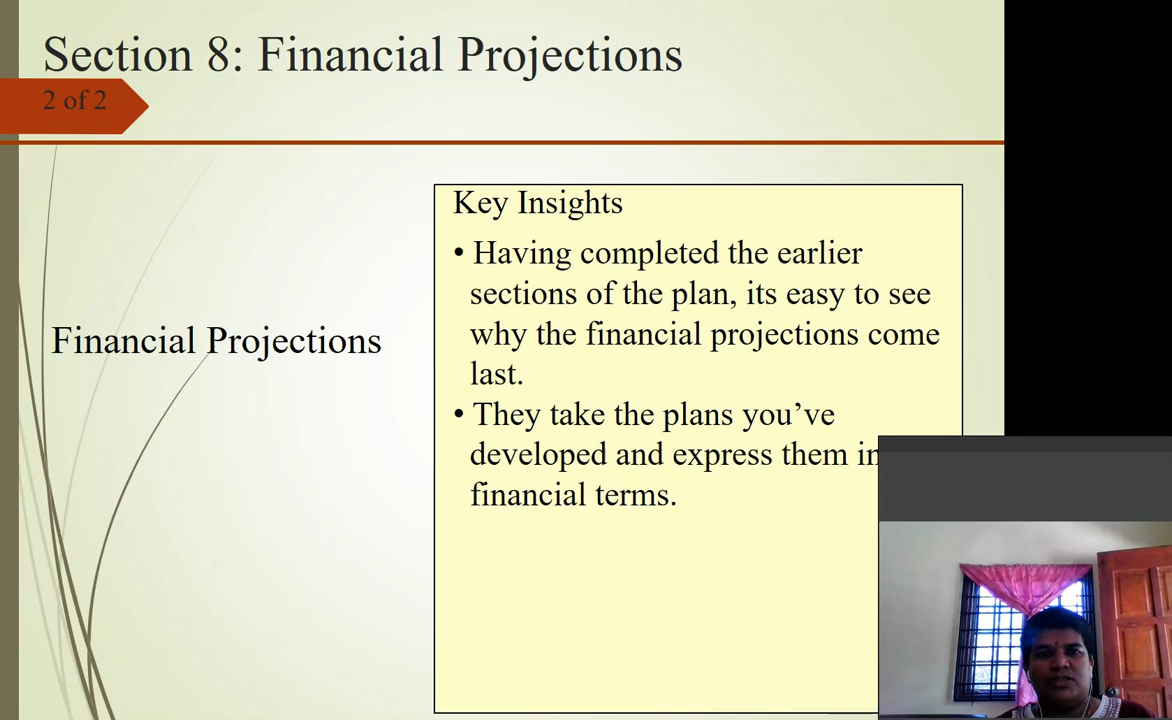 Section 8: Financial Projections
2 of 2
Financial Projections
Key Insights
• Having completed the earlier
sections of the plan, its easy to see
why the financial projections come
last.
• They take the plans you’ve
developed and express them in
financial terms.